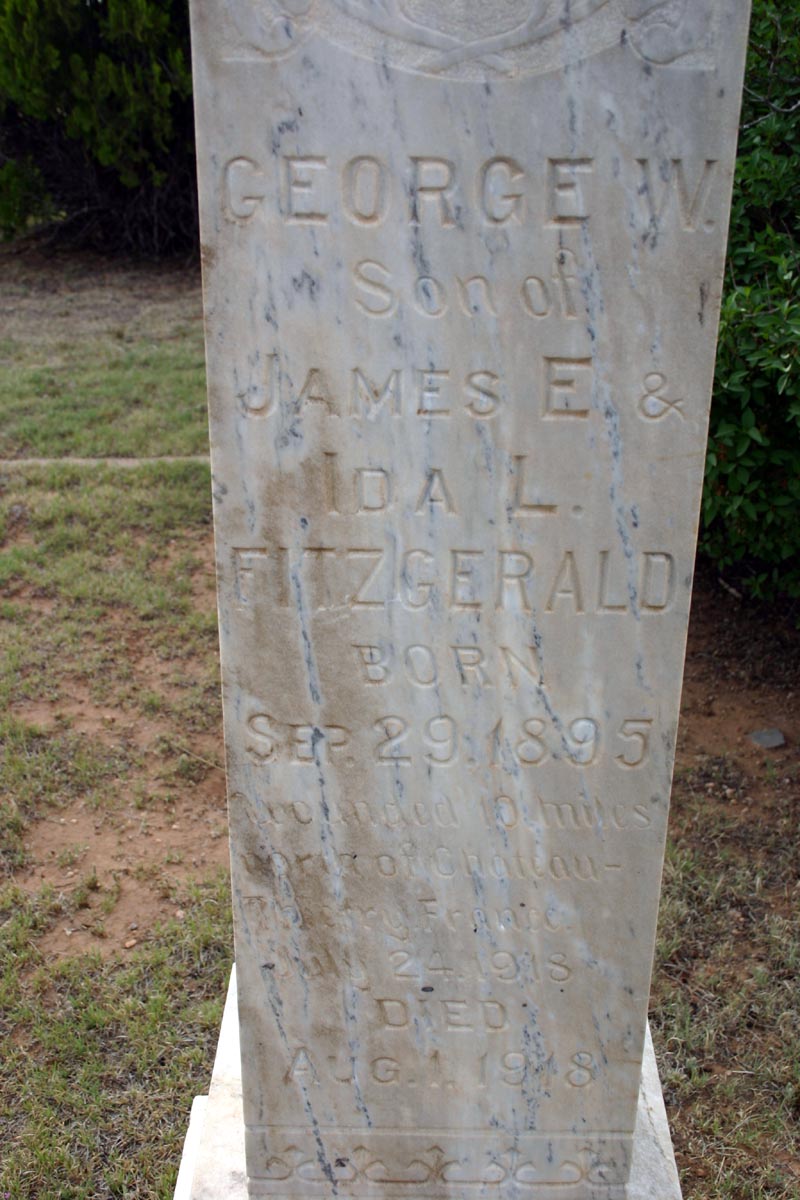 GEORGE W.
Son of
JAMES E &
IDA L.
FITZGERALD
BORN
SEP. 29. 1895
Wounded 10 miles
north of Chateau-
Thierry, France.
July 24. 1918
DIED
AUG. 1. 1918